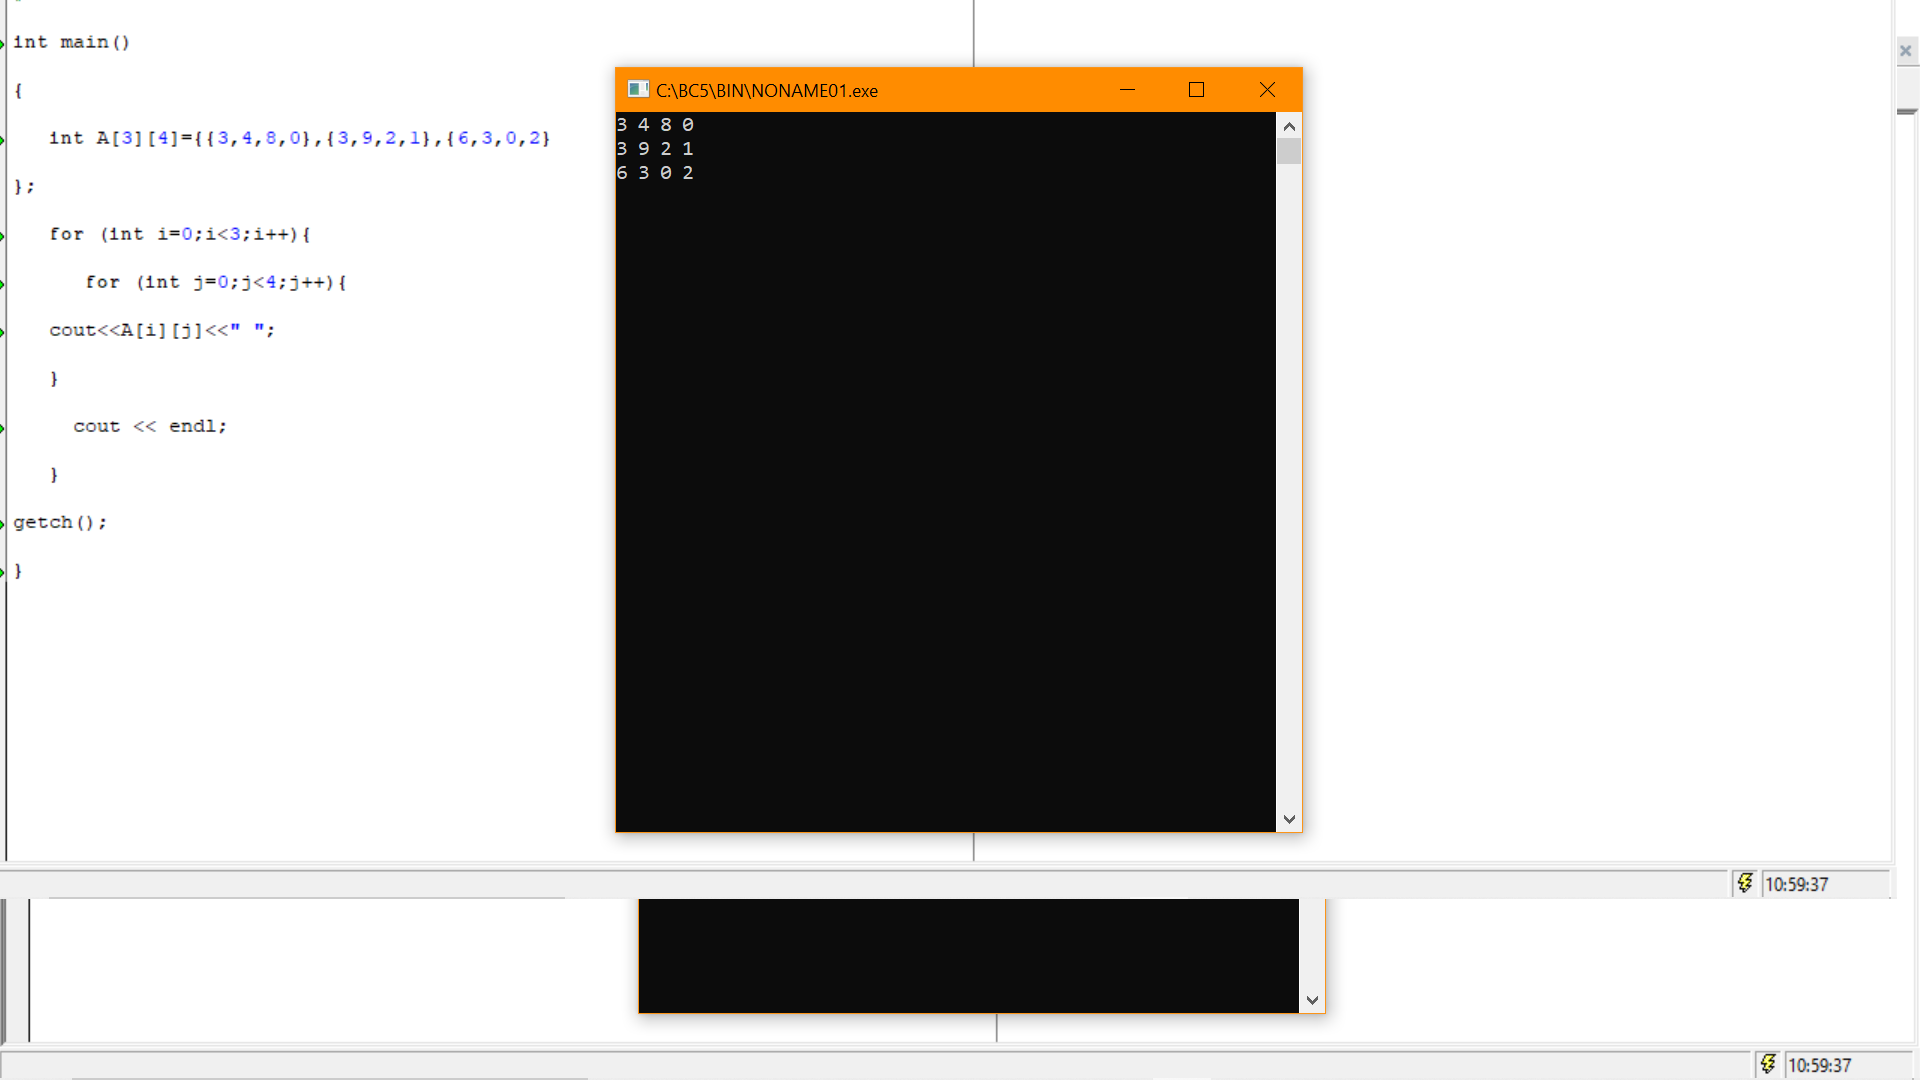 int main()
{
int A[3][4]={{3,4,8,0},{3,9,2,1},{6,3,0,2}
};
for (int i=0;i<3;i++){
for (int j=0;j<4;j++){
cout<<A[i][j]<<" ";
}
cout << endl;
}
getch();
}
C:\BC5\BIN\NONAME01.exe
3 4 8 0
3 9 2 1
6 3 0 2
10:59:37
10:59:37